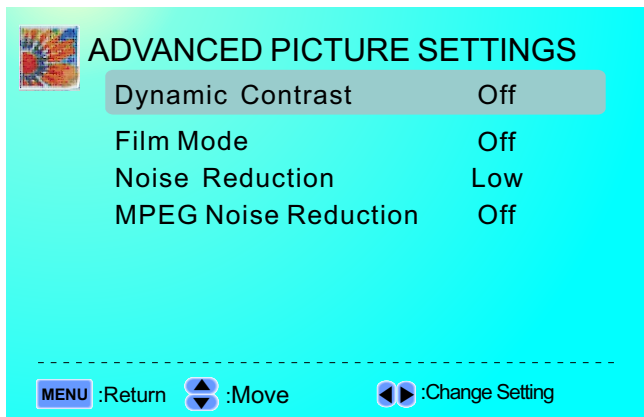 ADVANCED PICTURE SETTINGS
Dynamic Contrast Off
Film Mode Off
Noise Reduction Low
MPEG Noise Reduction Off
MENU :Return :Move :Change Setting